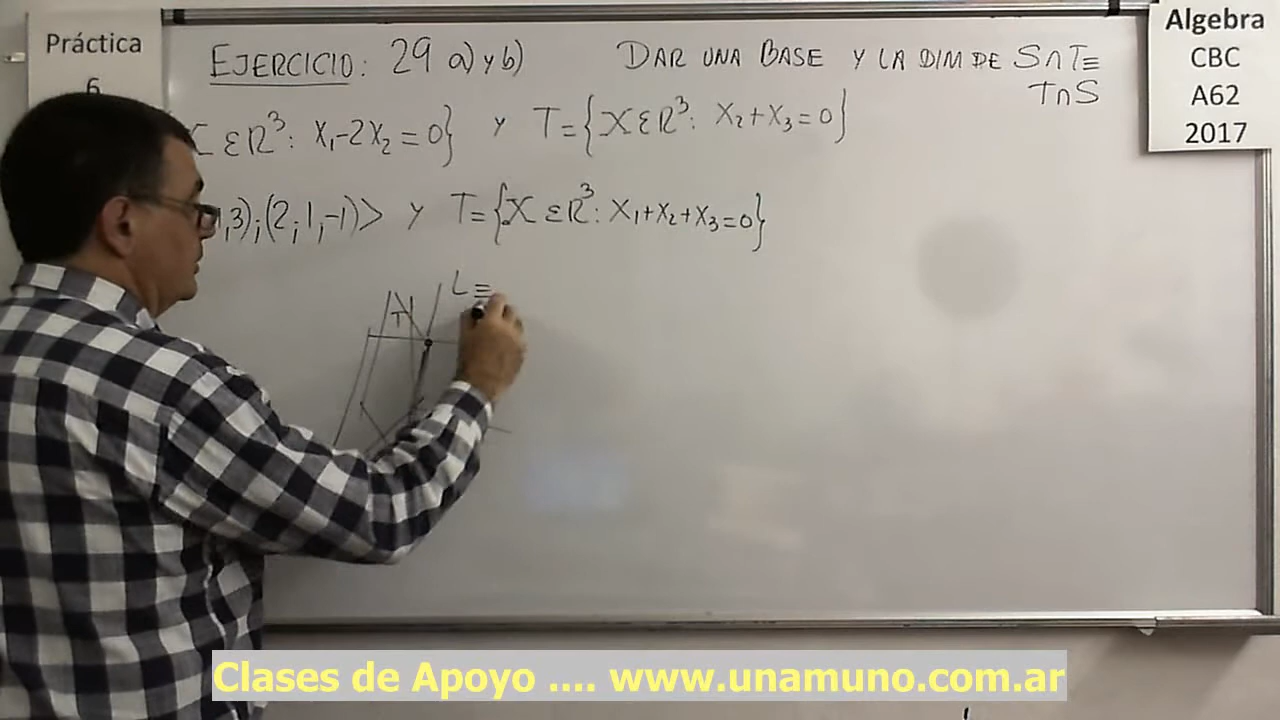 Práctica
6
EJERCICIO: 29 a) y b)
DAR UNA BASE Y LA DIM DE S∩T≡
T∩S
Algebra
CBC
A62
2017
X ∈ ℝ³: X₁-2X₂=0} y T={X ∈ ℝ³: X₂+X₃=0}
,3);(2;1,-1)> y T={X ∈ ℝ³: X₁+X₂+X₃=0}
L≡
T
Clases de Apoyo .... www.unamuno.com.ar